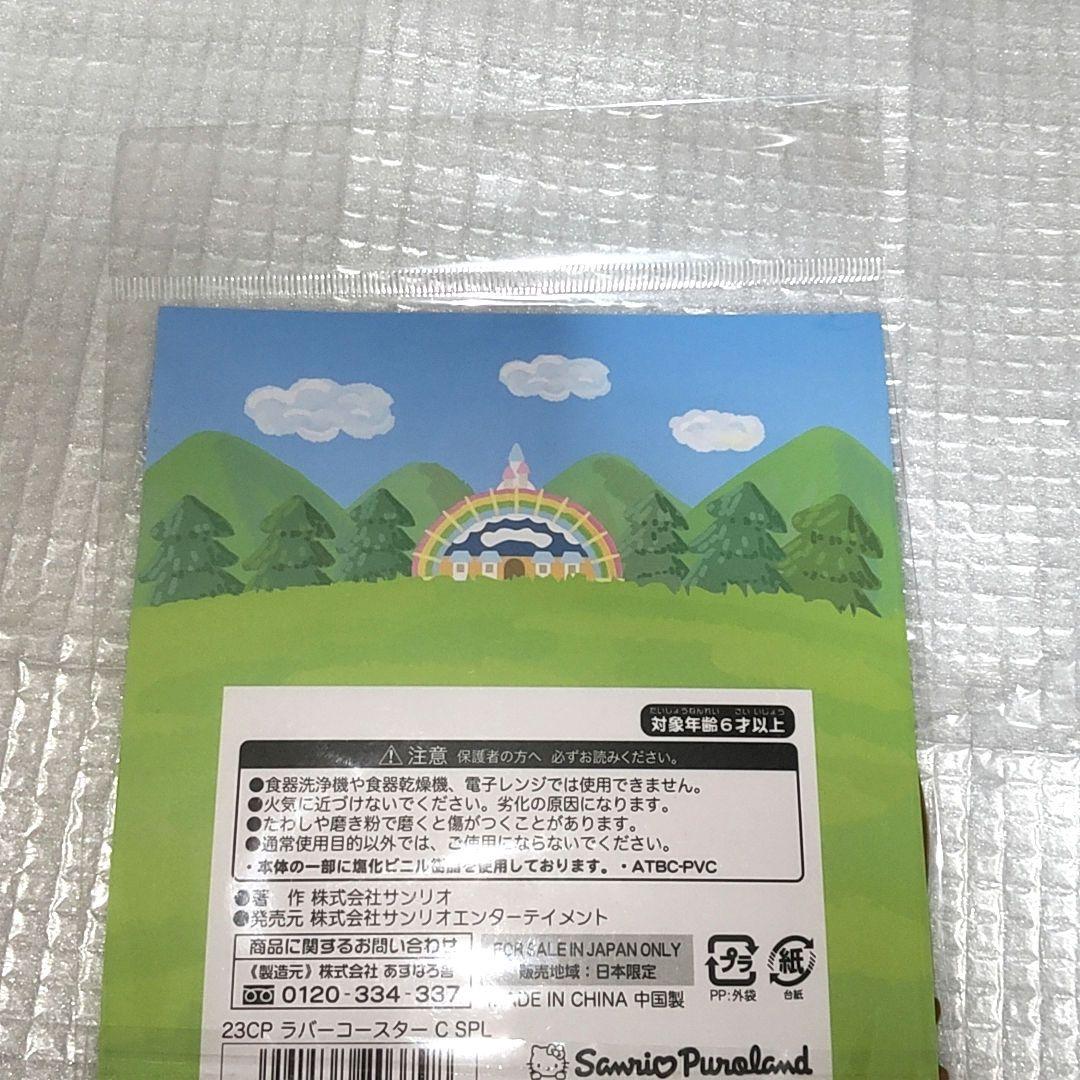 たいしょうねんれい さいいじょう
対象年齢6才以上
注意 保護者の方へ 必ずお読みください。
●食器洗浄機や食器乾燥機、電子レンジでは使用できません。
●火気に近づけないでください。劣化の原因になります。
●たわしや磨き粉で磨くと傷がつくことがあります。
●通常使用目的以外では、ご使用にならないでください。
・本体の一部に塩化ビニル樹脂を使用しております。・ATBC-PVC
●著 作 株式会社サンリオ
●発売元 株式会社サンリオエンターテイメント
商品に関するお問い合わせ
《製造元》株式会社 あすなろ舎
0120-334-337
FOR SALE IN JAPAN ONLY
販売地域：日本限定
MADE IN CHINA 中国製
プラ
PP:外袋
紙
台紙
23CP ラバーコースター C SPL
Sanrio Puroland